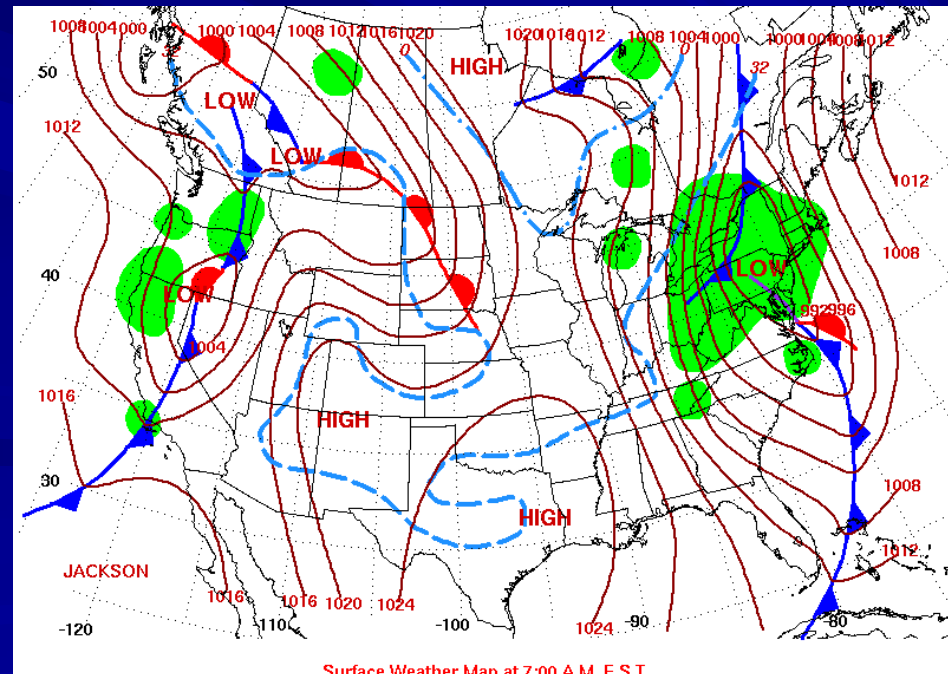 1008 1004 1000 1000 1004 1008 1012 1016 1020 1020 1016 1012 1008 1004 1000 1000 1004 1008 1012
32 0 0
HIGH
50 32
LOW
1012
LOW
1012
1008
40 LOW
LOW
992 996
1004
1016
HIGH
30 1008
HIGH
1012
JACKSON
1016 1016 1020 1024
-120 -110 -100 1024 -90 -80
Surface Weather Map at 7:00 A.M. E.S.T.